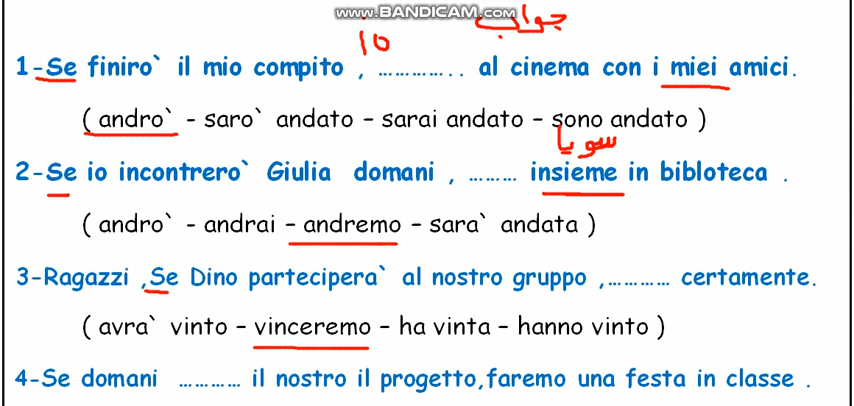 www.BANDICAM.com
جواب
io
1-Se finiro` il mio compito , ………….. al cinema con i miei amici.
( andro` - saro` andato – sarai andato – sono andato )
سويا
2-Se io incontrero` Giulia domani , ……… insieme in bibloteca .
( andro` - andrai – andremo – sara` andata )
3-Ragazzi ,Se Dino partecipera` al nostro gruppo ,………… certamente.
( avra` vinto – vinceremo – ha vinta – hanno vinto )
4-Se domani ………… il nostro il progetto,faremo una festa in classe .